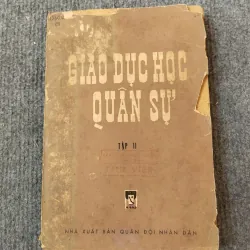 GIÁO DỤC HỌC
QUÂN SỰ
TẬP II
NHÀ XUẤT BẢN QUÂN ĐỘI NHÂN DÂN